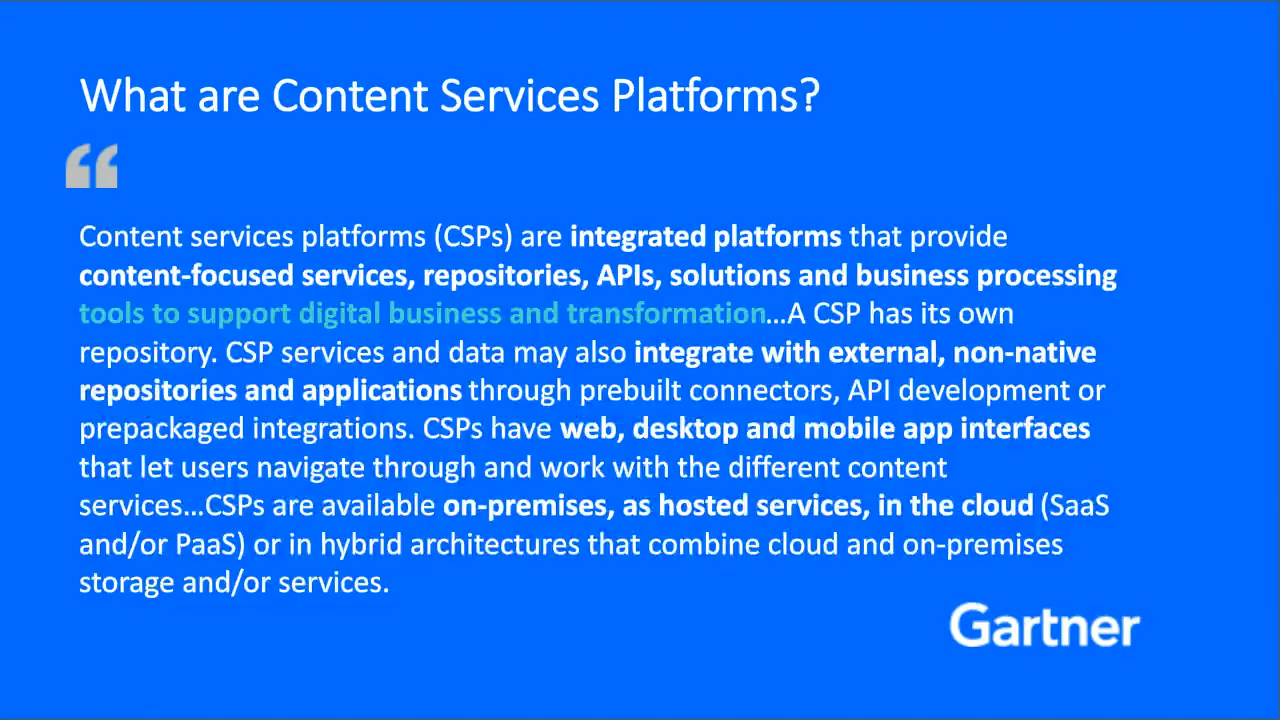 What are Content Services Platforms?
“
Content services platforms (CSPs) are integrated platforms that provide
content-focused services, repositories, APIs, solutions and business processing
tools to support digital business and transformation…A CSP has its own
repository. CSP services and data may also integrate with external, non-native
repositories and applications through prebuilt connectors, API development or
prepackaged integrations. CSPs have web, desktop and mobile app interfaces
that let users navigate through and work with the different content
services…CSPs are available on-premises, as hosted services, in the cloud (SaaS
and/or PaaS) or in hybrid architectures that combine cloud and on-premises
storage and/or services.
Gartner